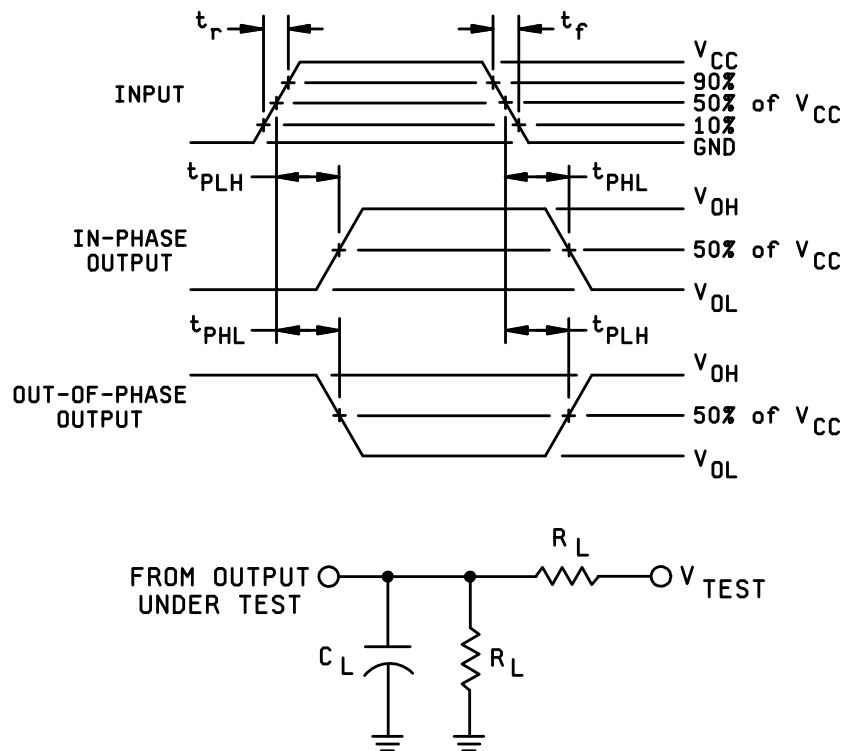 t_r
t_f
INPUT
V_CC
90%
50% of V_CC
10%
GND
t_PLH
t_PHL
IN-PHASE
OUTPUT
V_OH
50% of V_CC
V_OL
t_PHL
t_PLH
OUT-OF-PHASE
OUTPUT
V_OH
50% of V_CC
V_OL
R_L
FROM OUTPUT
UNDER TEST
V_TEST
C_L
R_L